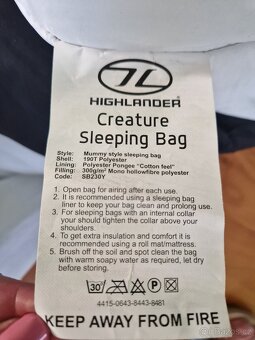 HIGHLANDER
Creature
Sleeping Bag
Style: Mummy style sleeping bag
Shell: 190T Polyester
Lining: Polyester Pongee "Cotton feel"
Filling: 300g/m² Mono hollowfibre polyester
Code: SB230Y
1. Open bag for airing after each use.
2. It is recommended using a sleeping bag
liner to keep your bag clean and prolong use.
3. For sleeping bags with an internal collar
your should tighten the collar above your
shoulders.
4. To get extra insulation and comfort it is
recommended to use a roll mat/mattress.
5. Brush off the soil and spot clean the bag
with warm soapy water as required, let dry
before storing.
30°
4415-0643-8443-8481
KEEP AWAY FROM FIRE